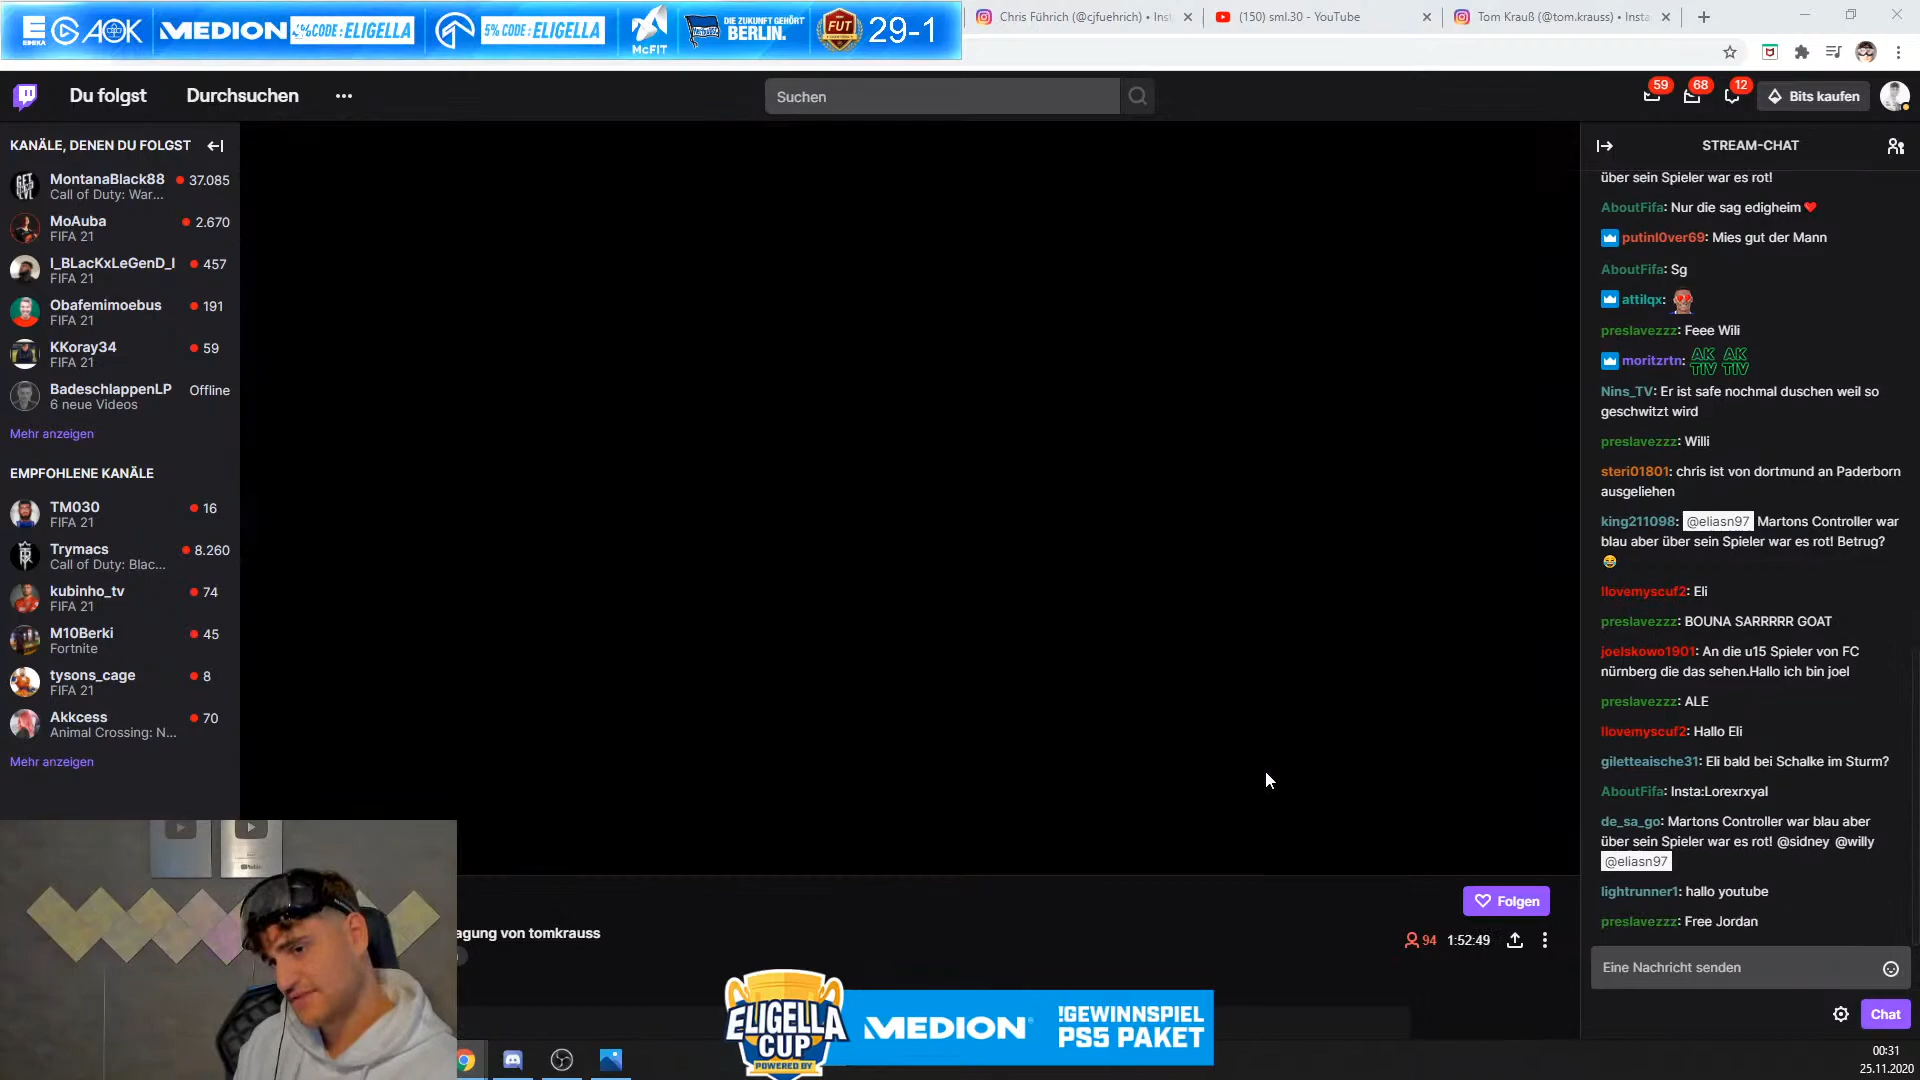 EDEKA
AOK
MEDION
CODE: ELIGELLA
5% CODE: ELIGELLA
McFIT
DIE ZUKUNFT GEHÖRT
BERLIN.
FUT
29-1
Chris Führich (@cjfuehrich) • Ins
(150) sml.30 - YouTube
Tom Krauß (@tom.krauss) • Insta
Du folgst
Durchsuchen
Suchen
59
68
12
Bits kaufen
KANÄLE, DENEN DU FOLGST
MontanaBlack88
37.085
Call of Duty: War...
MoAuba
2.670
FIFA 21
I_BLacKxLeGenD_I
457
FIFA 21
Obafemimoebus
191
FIFA 21
KKoray34
59
FIFA 21
BadeschlappenLP
Offline
6 neue Videos
Mehr anzeigen
EMPFOHLENE KANÄLE
TM030
16
FIFA 21
Trymacs
8.260
Call of Duty: Blac...
kubinho_tv
74
FIFA 21
M10Berki
45
Fortnite
tysons_cage
8
FIFA 21
Akkcess
70
Animal Crossing: N...
Mehr anzeigen
STREAM-CHAT
über sein Spieler war es rot!
AboutFifa: Nur die sag edigheim ❤
putinl0ver69: Mies gut der Mann
AboutFifa: Sg
attilqx:
preslavezzz: Feee Wili
moritzrtn: AKTIV AKTIV
Nins_TV: Er ist safe nochmal duschen weil so
geschwitzt wird
preslavezzz: Willi
steri01801: chris ist von dortmund an Paderborn
ausgeliehen
king211098: @eliasn97 Martons Controller war
blau aber über sein Spieler war es rot! Betrug?
😂
Ilovemyscuf2: Eli
preslavezzz: BOUNA SARRRRR GOAT
joelskowo1901: An die u15 Spieler von FC
nürnberg die das sehen.Hallo ich bin joel
preslavezzz: ALE
Ilovemyscuf2: Hallo Eli
giletteaische31: Eli bald bei Schalke im Sturm?
AboutFifa: Insta:Lorexrxyal
de_sa_go: Martons Controller war blau aber
über sein Spieler war es rot! @sidney @willy
@eliasn97
lightrunner1: hallo youtube
preslavezzz: Free Jordan
Eine Nachricht senden
Chat
Folgen
agung von tomkrauss
94
1:52:49
ELIGELLA
CUP
POWERED BY
MEDION
!GEWINNSPIEL
PS5 PAKET
00:31
25.11.2020